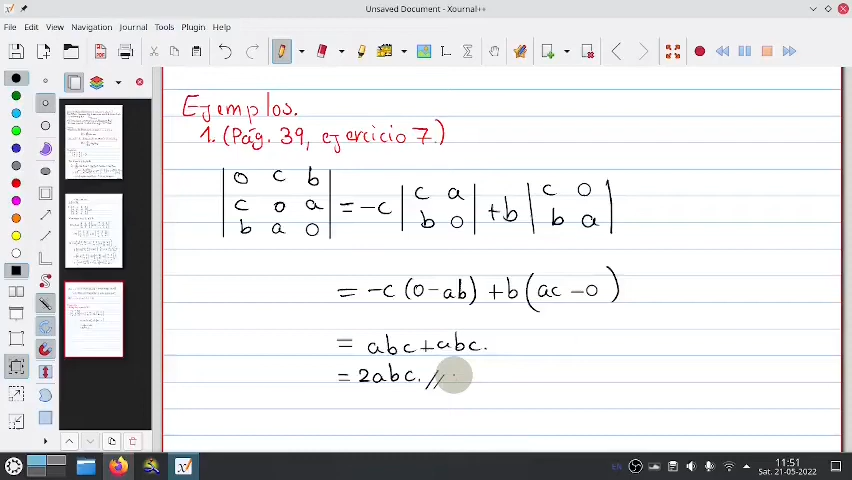 Unsaved Document - Xournal++
File Edit View Navigation Journal Tools Plugin Help
Ejemplos.
1. (Pág. 39, ejercicio 7.)
| 0 c b |
| c 0 a | = -c | c a | + b | c 0 |
| b a 0 | | b 0 | | b a |
= -c (0 - ab) + b (ac - 0)
= abc + abc.
= 2abc. //
EN
11:51
Sat. 21-05-2022